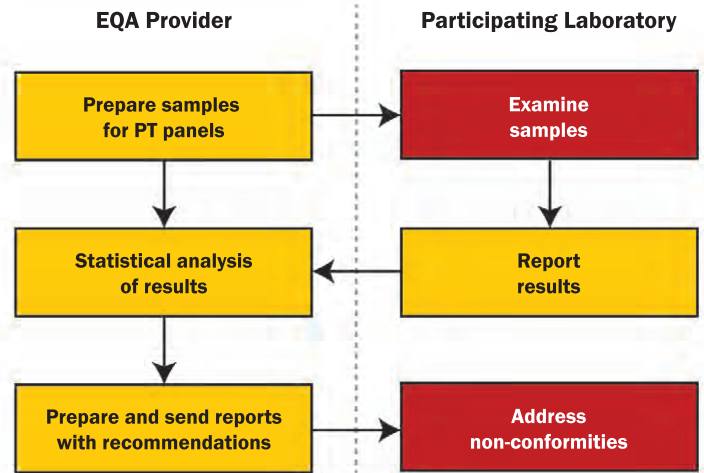 EQA Provider
Participating Laboratory
Prepare samples
for PT panels
Examine
samples
Statistical analysis
of results
Report
results
Prepare and send reports
with recommendations
Address
non-conformities